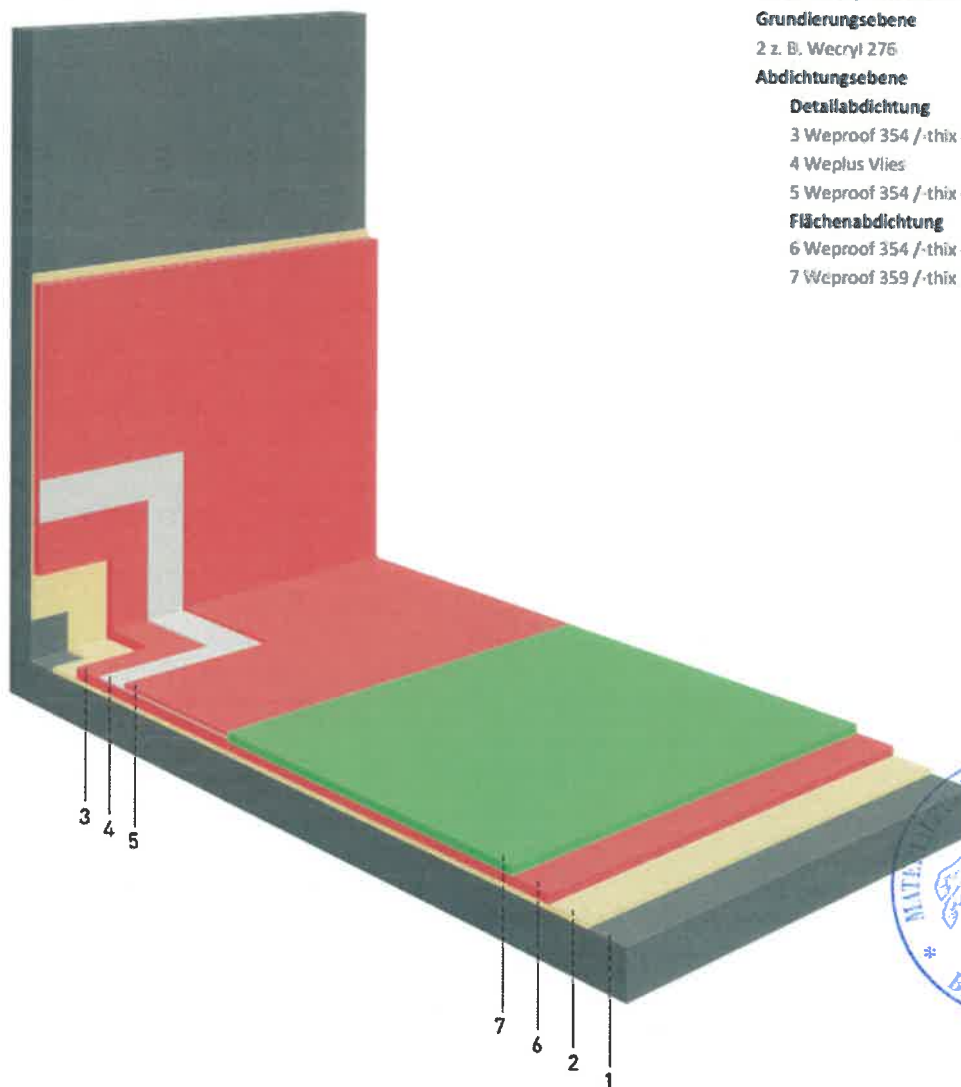 Grundierungsebene
2 z. B. Wecryl 276
Abdichtungsebene
Detailabdichtung
3 Weproof 354 /-thix
4 Weplus Vlies
5 Weproof 354 /-thix
Flächenabdichtung
6 Weproof 354 /-thix
7 Weproof 359 /-thix
3
4
5
7
6
2
1